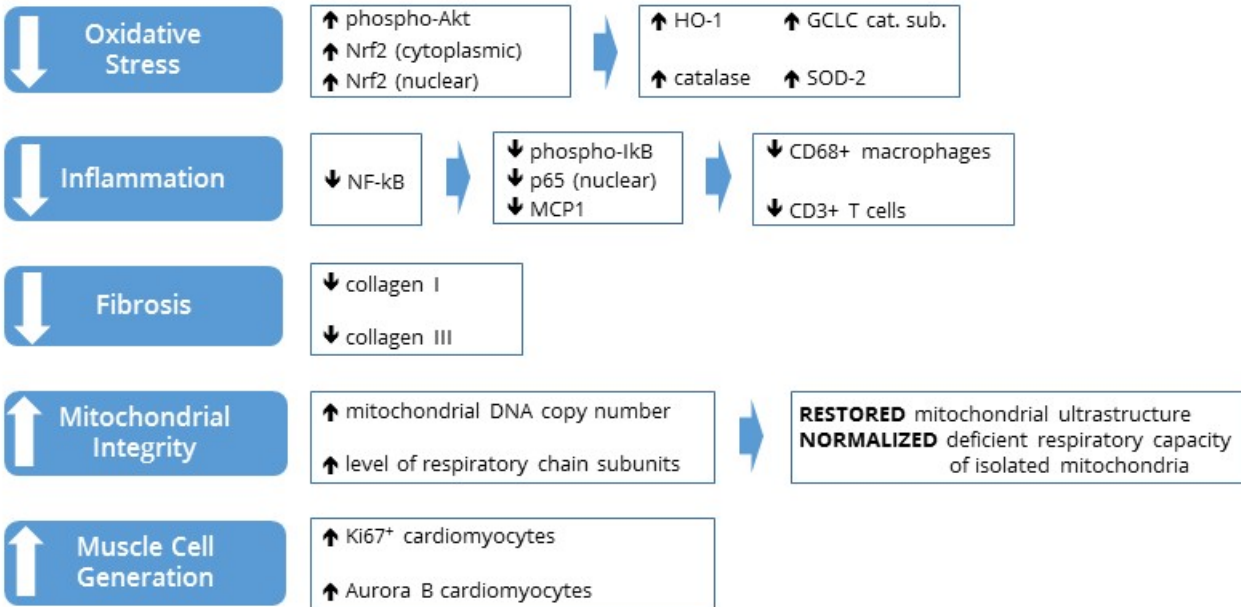 Oxidative
Stress
phospho-Akt
Nrf2 (cytoplasmic)
Nrf2 (nuclear)
HO-1 GCLC cat. sub.
catalase SOD-2
Inflammation
NF-kB
phospho-IkB
p65 (nuclear)
MCP1
CD68+ macrophages
CD3+ T cells
Fibrosis
collagen I
collagen III
Mitochondrial
Integrity
mitochondrial DNA copy number
level of respiratory chain subunits
RESTORED mitochondrial ultrastructure
NORMALIZED deficient respiratory capacity
of isolated mitochondria
Muscle Cell
Generation
Ki67⁺ cardiomyocytes
Aurora B cardiomyocytes